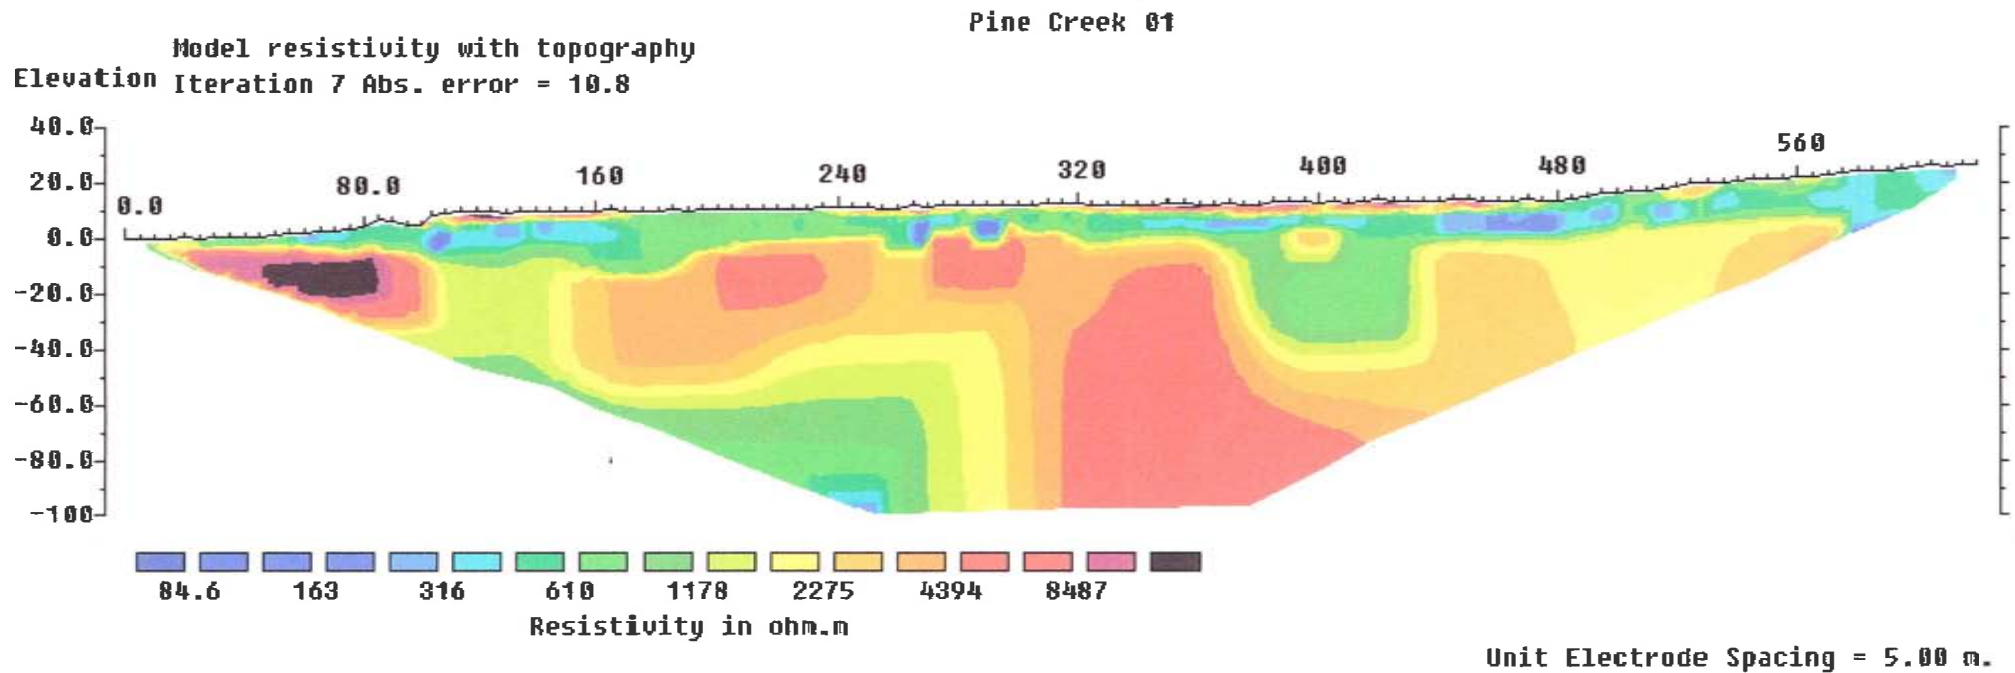 Pine Creek 01
Model resistivity with topography
Elevation Iteration 7 Abs. error = 10.8
40.0
560
480
400
320
240
160
80.0
20.0
0.0
0.0
-20.0
-40.0
-60.0
-80.0
-100
84.6 163 316 610 1178 2275 4394 8487
Resistivity in ohm.m
Unit Electrode Spacing = 5.00 m.